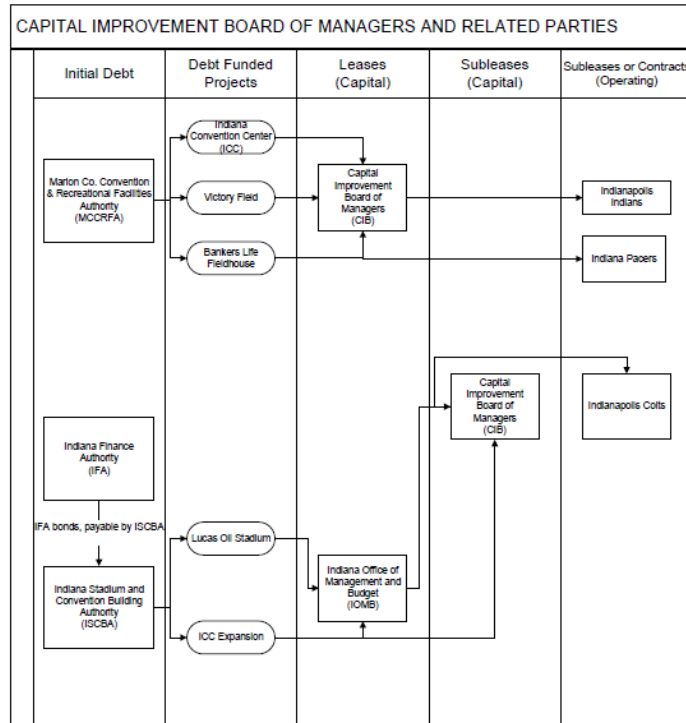 CAPITAL IMPROVEMENT BOARD OF MANAGERS AND RELATED PARTIES
Initial Debt
Debt Funded
Projects
Leases
(Capital)
Subleases
(Capital)
Subleases or Contracts
(Operating)
Indiana
Convention Center
(ICC)
Marion Co. Convention
& Recreational Facilities
Authority
(MCCRFA)
Victory Field
Capital
Improvement
Board of
Managers
(CIB)
Indianapolis
Indians
Bankers Life
Fieldhouse
Indiana Pacers
Capital
Improvement
Board of
Managers
(CIB)
Indianapolis Colts
Indiana Finance
Authority
(IFA)
IFA bonds, payable by ISCBA
Lucas Oil Stadium
Indiana Stadium and
Convention Building
Authority
(ISCBA)
Indiana Office of
Management and
Budget
(IOMB)
ICC Expansion